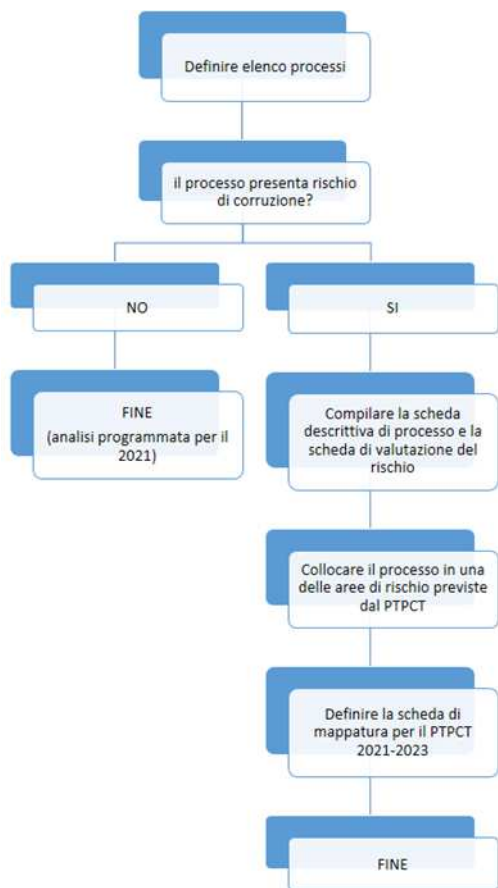 Definire elenco processi
il processo presenta rischio
di corruzione?
NO
SI
FINE
(analisi programmata per il
2021)
Compilare la scheda
descrittiva di processo e la
scheda di valutazione del
rischio
Collocare il processo in una
delle aree di rischio previste
dal PTPCT
Definire la scheda di
mappatura per il PTPCT
2021-2023
FINE